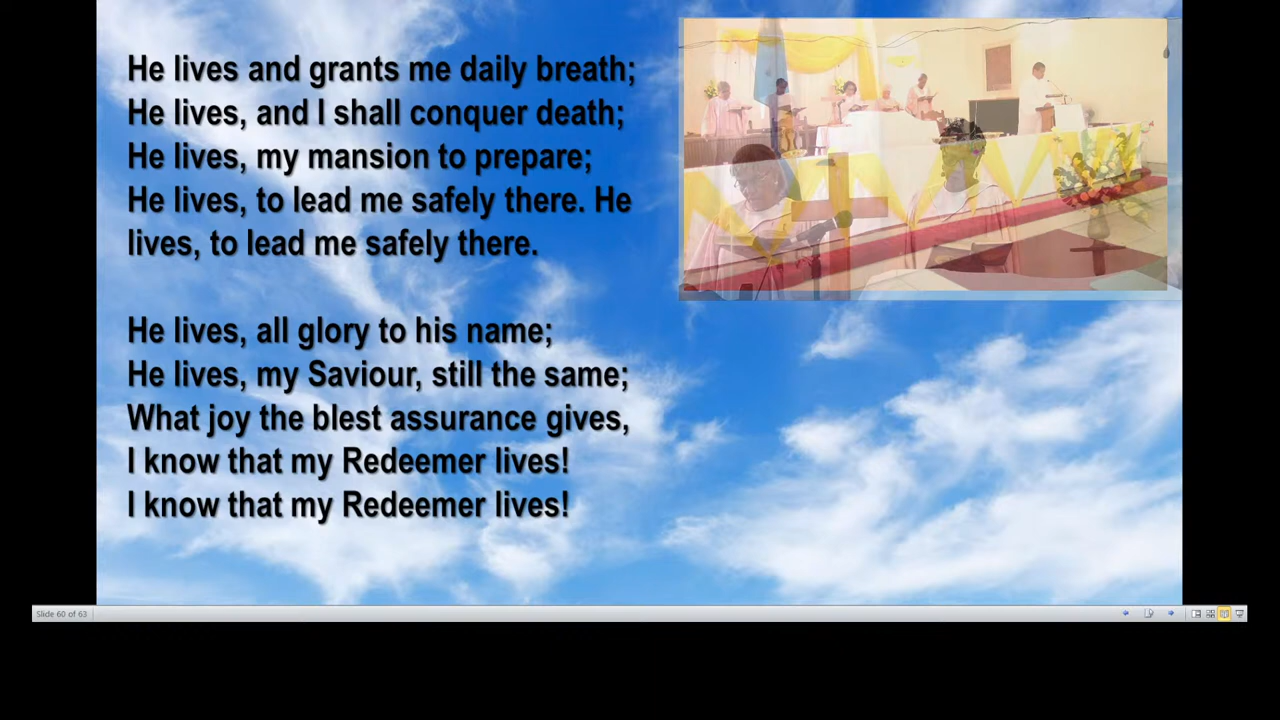 He lives and grants me daily breath;
He lives, and I shall conquer death;
He lives, my mansion to prepare;
He lives, to lead me safely there. He
lives, to lead me safely there.
He lives, all glory to his name;
He lives, my Saviour, still the same;
What joy the blest assurance gives,
I know that my Redeemer lives!
I know that my Redeemer lives!
Slide 60 of 63